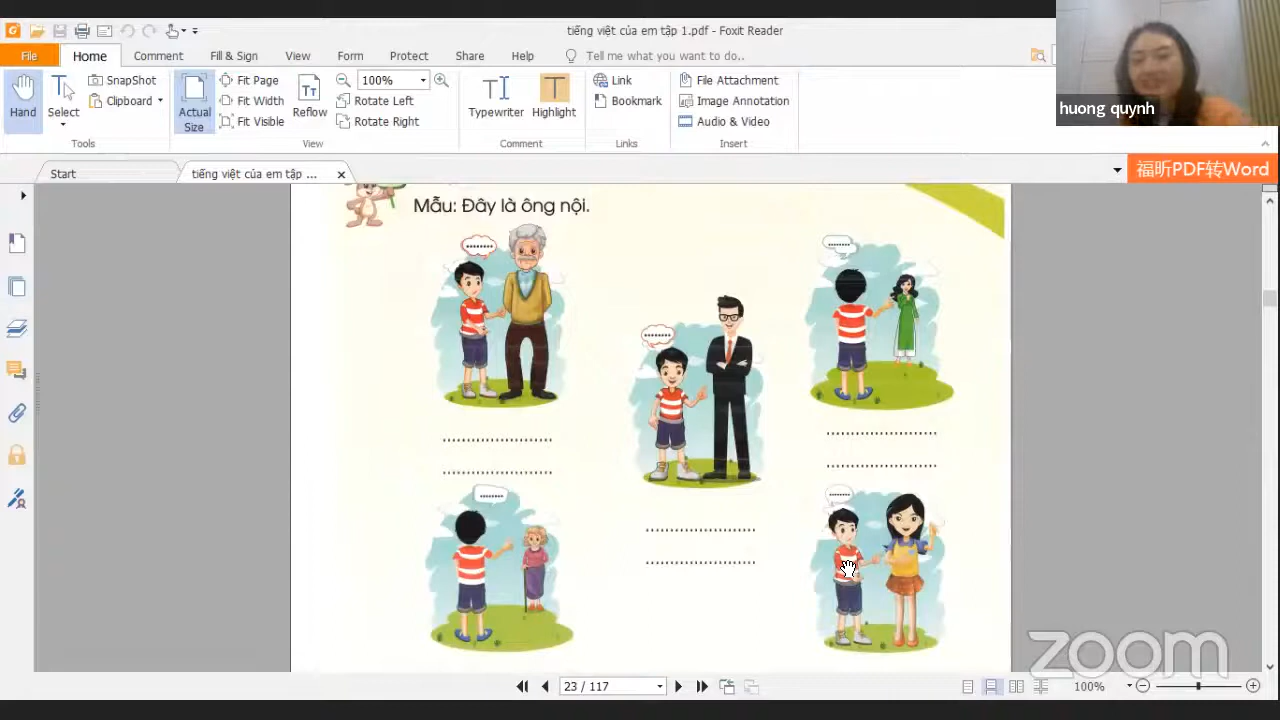 tiếng việt của em tập 1.pdf - Foxit Reader
File Home Comment Fill & Sign View Form Protect Share Help Tell me what you want to do..
Hand
Select
SnapShot
Clipboard
Tools
Actual Size
Fit Page
Fit Width
Fit Visible
Reflow
100%
Rotate Left
Rotate Right
View
Typewriter
Highlight
Comment
Link
Bookmark
Links
File Attachment
Image Annotation
Audio & Video
Insert
huong quynh
Start
tiếng việt của em tập ...
福昕PDF转Word
Mẫu: Đây là ông nội.
23 / 117
100%
zoom